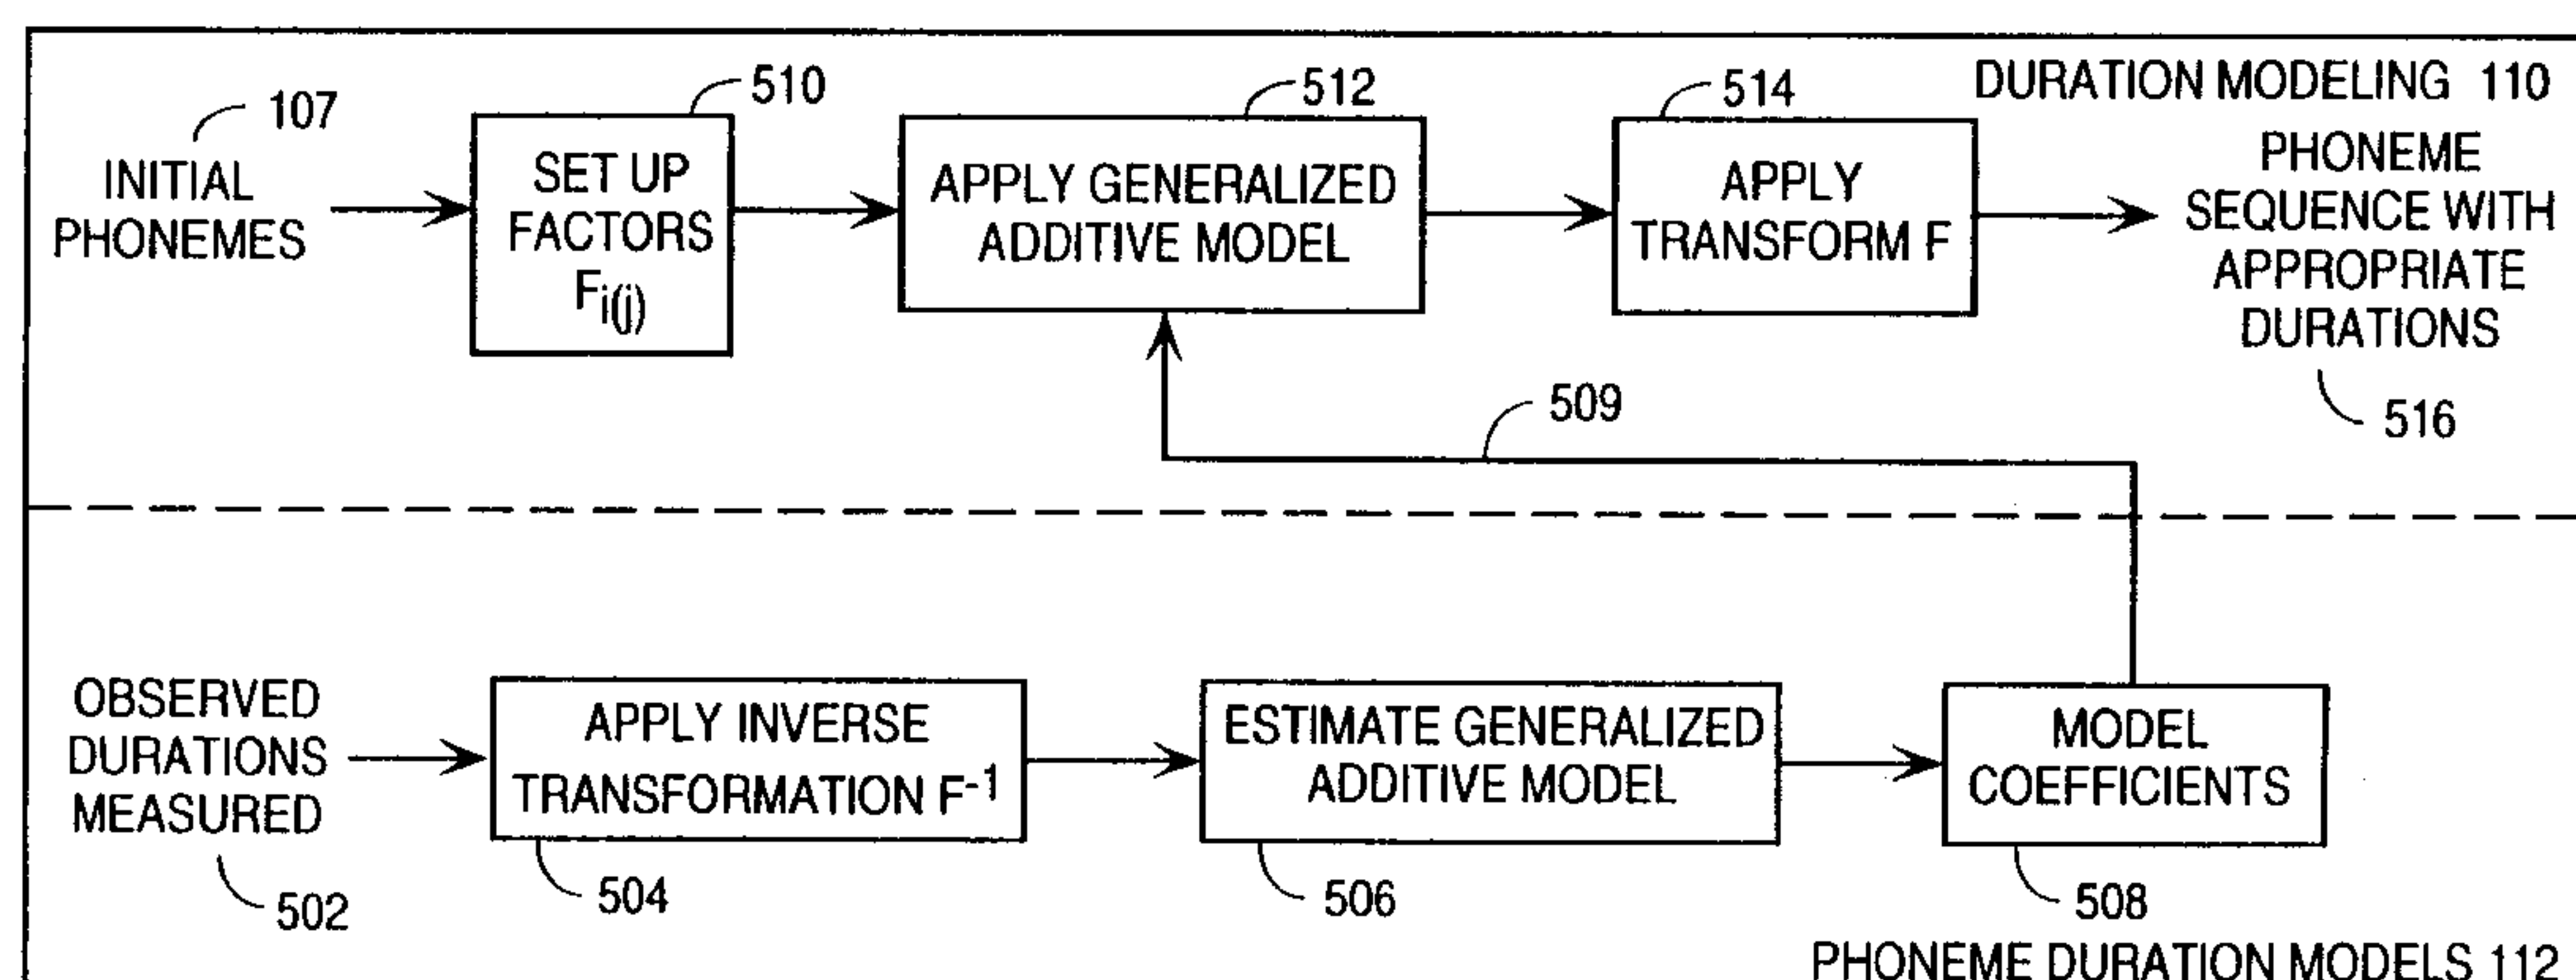 DURATION MODELING 110
107
INITIAL
PHONEMES
510
SET UP
FACTORS
Fi(j)
512
APPLY GENERALIZED
ADDITIVE MODEL
514
APPLY
TRANSFORM F
PHONEME
SEQUENCE WITH
APPROPRIATE
DURATIONS
516
509
OBSERVED
DURATIONS
MEASURED
502
APPLY INVERSE
TRANSFORMATION F-1
504
ESTIMATE GENERALIZED
ADDITIVE MODEL
506
MODEL
COEFFICIENTS
508
PHONEME DURATION MODELS 112